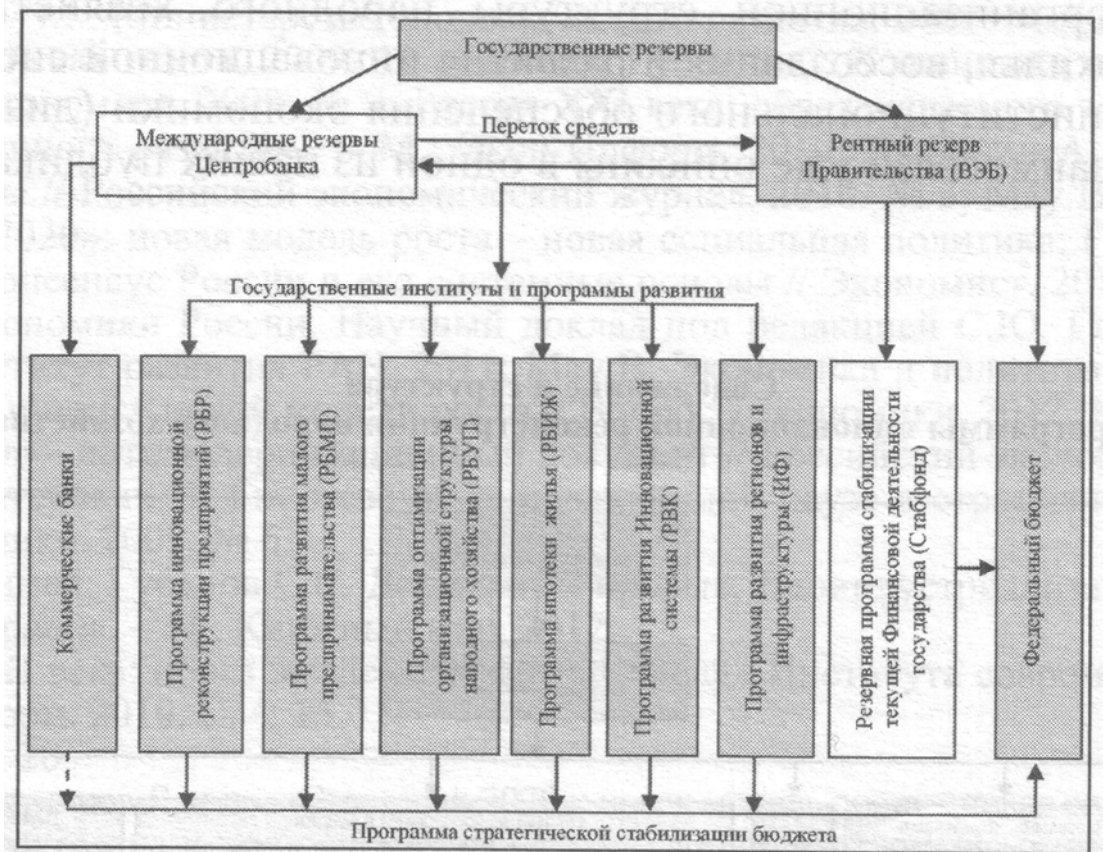 Государственные резервы
Международные резервы
Центробанка
Переток средств
Рентный резерв
Правительства (ВЭБ)
Государственные институты и программы развития
Коммерческие банки
Программа инновационной
реконструкции предприятий (РБР)
Программа развития малого
предпринимательства (РБМП)
Программа оптимизации
организационной структуры
народного хозяйства (РБУП)
Программа ипотеки жилья (РБИЖ)
Программа развития Инновационной
системы (РВК)
Программа развития регионов и
инфраструктуры (ИФ)
Резервная программа стабилизации
текущей Финансовой деятельности
государства (Стабфонд)
Федеральный бюджет
Программа стратегической стабилизации бюджета